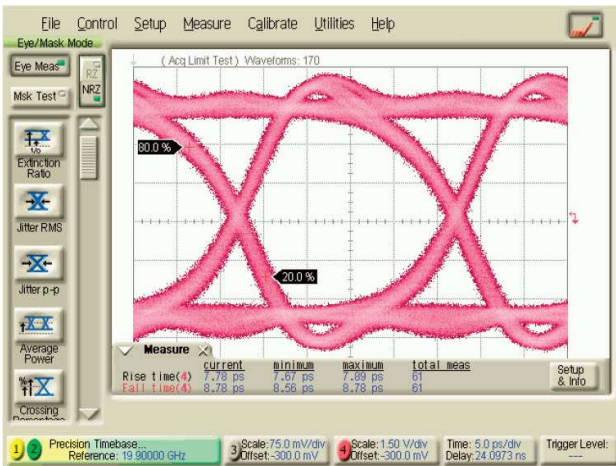 File Control Setup Measure Calibrate Utilities Help
Eye/Mask Mode
Eye Meas
RZ
Msk Test
NRZ
(Acq Limit Test) Waveforms: 170
80.0 %
20.0 %
Extinction
Ratio
Jitter RMS
Jitter p-p
Average
Power
Crossing
Measure
current minimum maximum total meas
Rise time(4) 7.78 ps 7.67 ps 7.89 ps 61
Fall time(4) 8.78 ps 8.56 ps 8.78 ps 61
Setup
& Info
1 2 Precision Timebase...
Reference: 19.90000 GHz
3 Scale:75.0 mV/div
Offset:-300.0 mV
4 Scale:1.50 V/div
Offset:-300.0 mV
Time: 5.0 ps/div
Delay:24.0973 ns
Trigger Level:
---